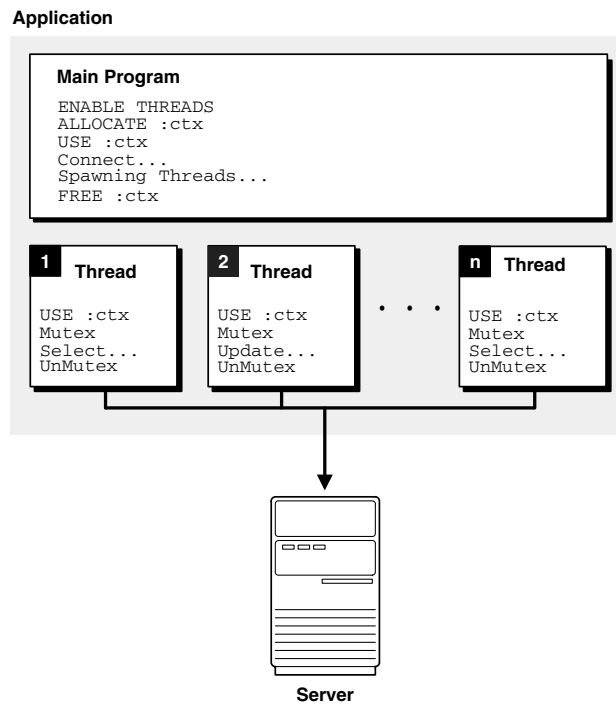 Application
Main Program
ENABLE THREADS
ALLOCATE :ctx
USE :ctx
Connect...
Spawning Threads...
FREE :ctx
1
Thread
USE :ctx
Mutex
Select...
UnMutex
2
Thread
USE :ctx
Mutex
Update...
UnMutex
. . .
n
Thread
USE :ctx
Mutex
Select...
UnMutex
Server